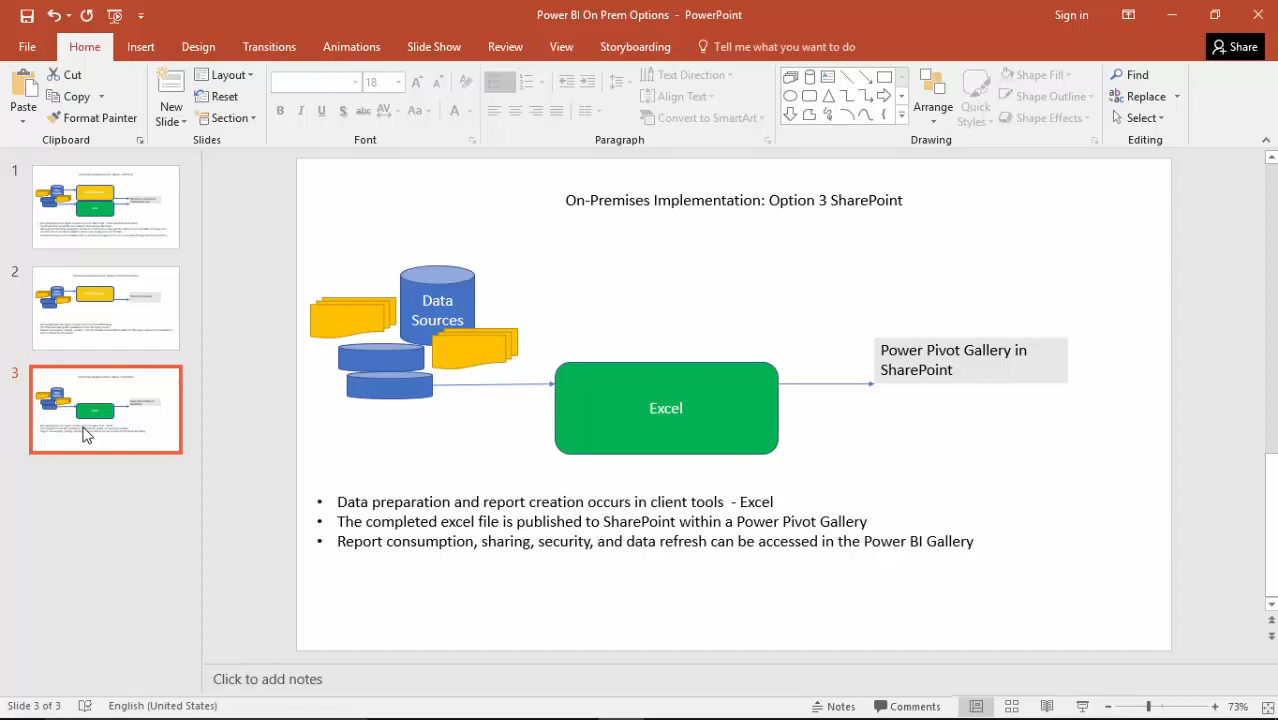 Power BI On Prem Options - PowerPoint
Sign in
File Home Insert Design Transitions Animations Slide Show Review View Storyboarding Tell me what you want to do Share
Paste
Cut
Copy
Format Painter
Clipboard
New Slide
Layout
Reset
Section
Slides
18
B I U S abc AV Aa A
Font
Text Direction
Align Text
Convert to SmartArt
Paragraph
Arrange
Quick Styles
Shape Fill
Shape Outline
Shape Effects
Drawing
Find
Replace
Select
Editing
1
2
3
On-Premises Implementation: Option 3 SharePoint
Data
Sources
Power Pivot Gallery in
SharePoint
Excel
• Data preparation and report creation occurs in client tools - Excel
• The completed excel file is published to SharePoint within a Power Pivot Gallery
• Report consumption, sharing, security, and data refresh can be accessed in the Power BI Gallery
Click to add notes
Slide 3 of 3 English (United States) Notes Comments 73%